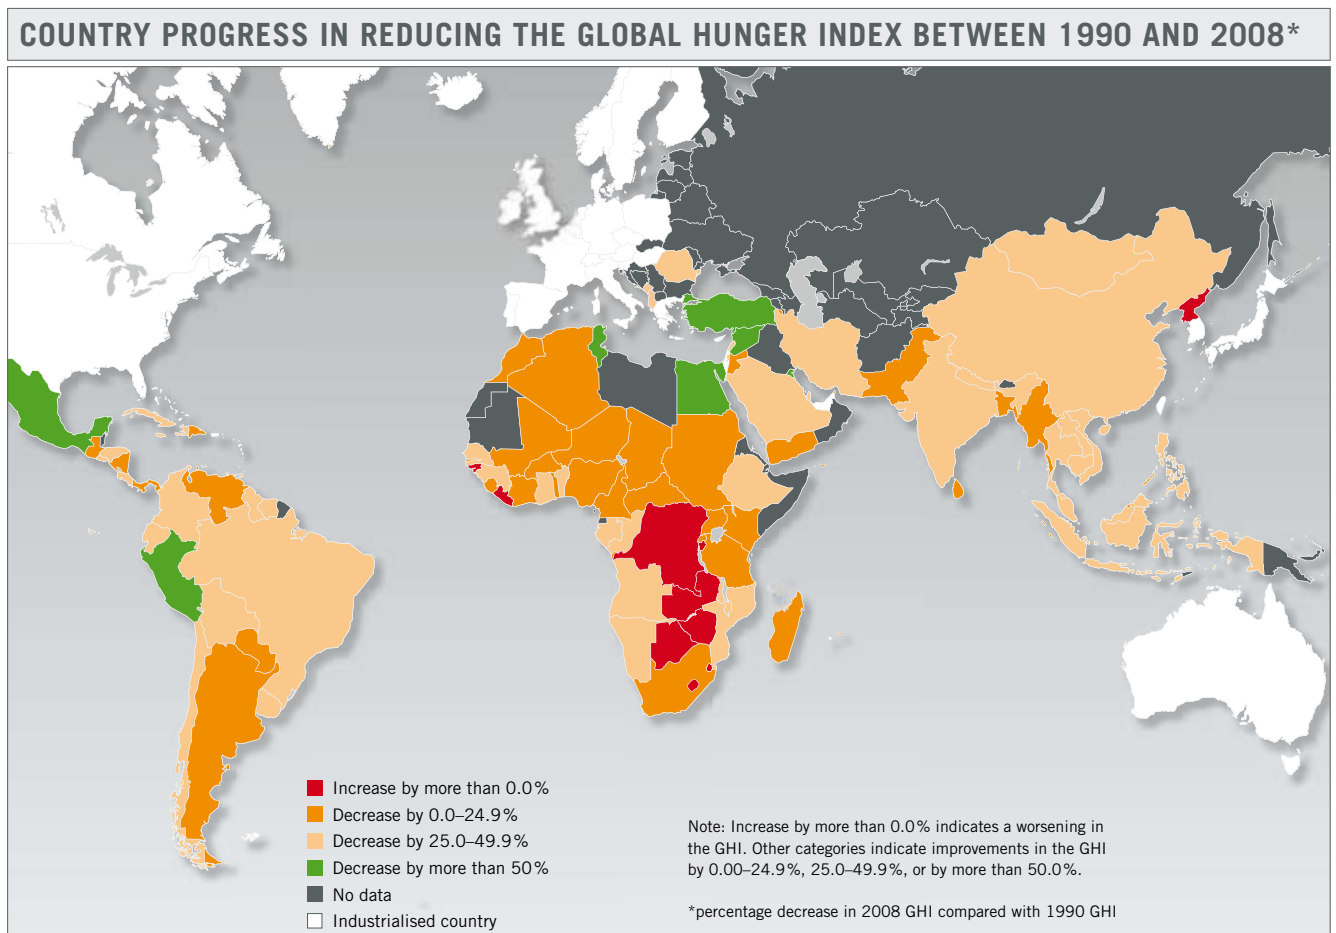 COUNTRY PROGRESS IN REDUCING THE GLOBAL HUNGER INDEX BETWEEN 1990 AND 2008*
Increase by more than 0.0%
Decrease by 0.0–24.9%
Decrease by 25.0–49.9%
Decrease by more than 50%
No data
Industrialised country
Note: Increase by more than 0.0% indicates a worsening in
the GHI. Other categories indicate improvements in the GHI
by 0.00–24.9%, 25.0–49.9%, or by more than 50.0%.
*percentage decrease in 2008 GHI compared with 1990 GHI